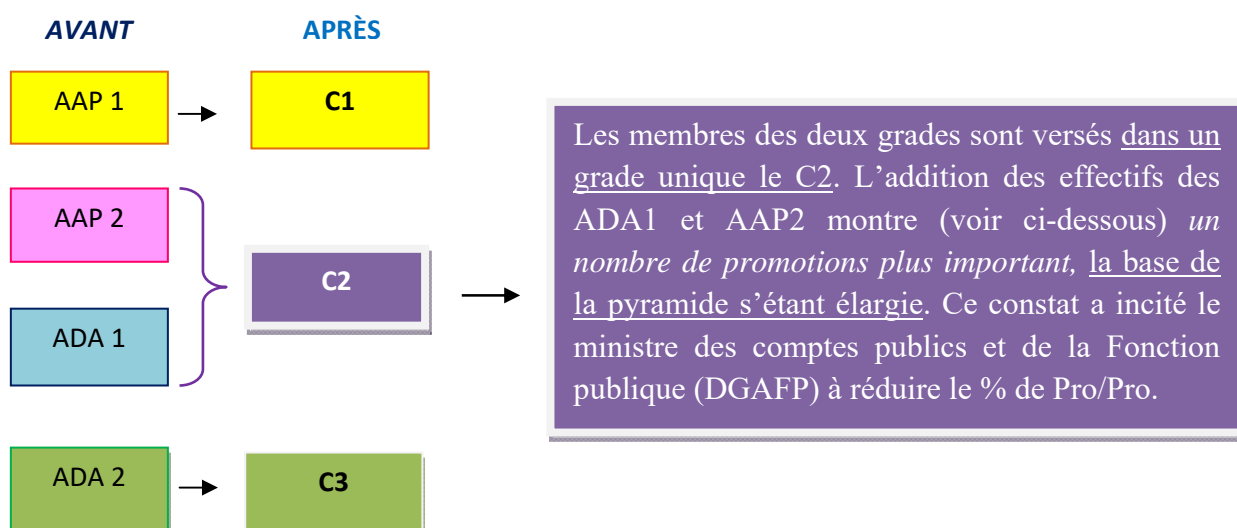 AVANT
APRÈS
AAP 1
C1
AAP 2
ADA 1
C2
ADA 2
C3
Les membres des deux grades sont versés dans un
grade unique le C2. L’addition des effectifs des
ADA1 et AAP2 montre (voir ci-dessous) un
nombre de promotions plus important, la base de
la pyramide s’étant élargie. Ce constat a incité le
ministre des comptes publics et de la Fonction
publique (DGAFP) à réduire le % de Pro/Pro.